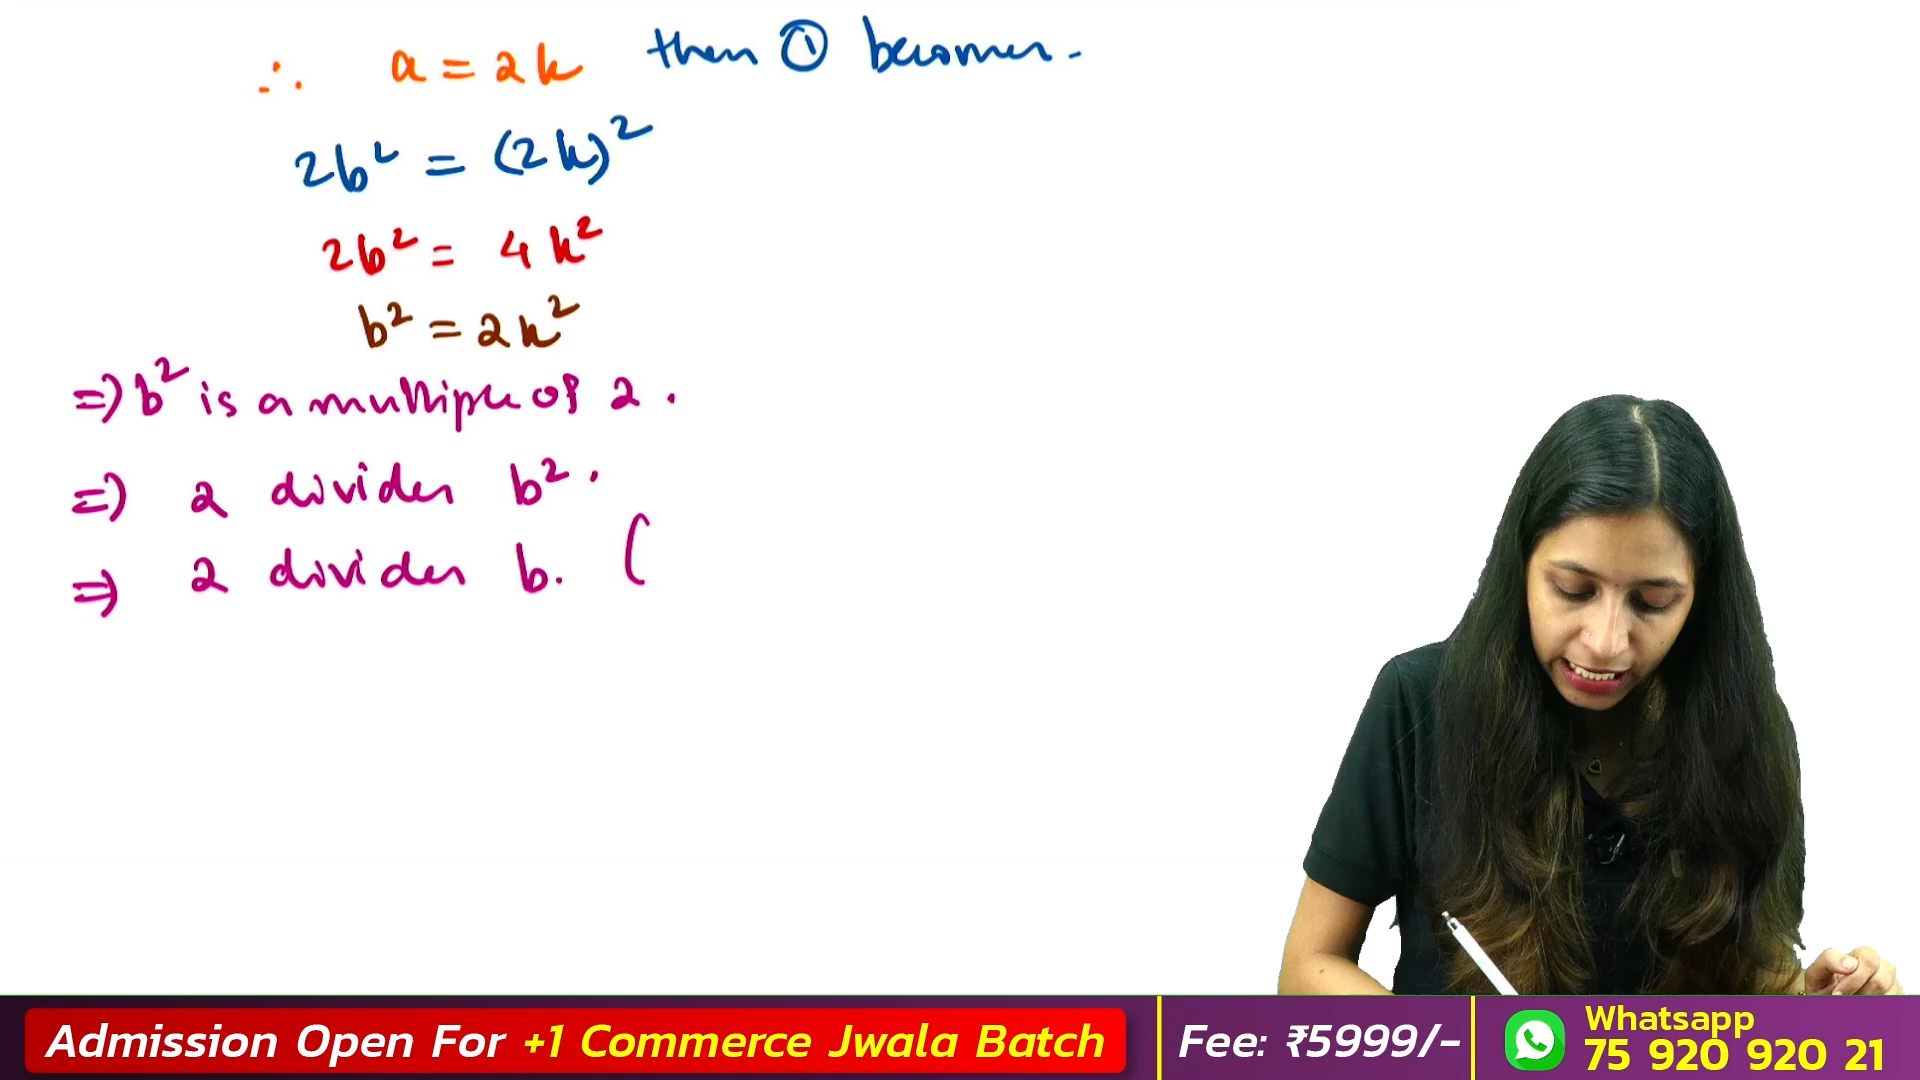 ∴ a = 2k then ① becomes.
2b² = (2k)²
2b² = 4k²
b² = 2k²
⇒ b² is a multiple of 2.
⇒ 2 divides b².
⇒ 2 divides b. (
Admission Open For +1 Commerce Jwala Batch
Fee: ₹5999/-
Whatsapp
75 920 920 21